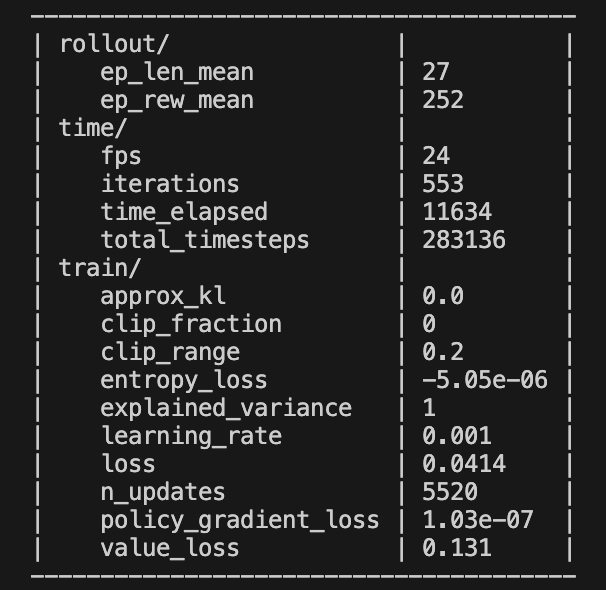 -----------------------------------------
| rollout/                |             |
|    ep_len_mean          | 27          |
|    ep_rew_mean          | 252         |
| time/                   |             |
|    fps                  | 24          |
|    iterations           | 553         |
|    time_elapsed         | 11634       |
|    total_timesteps      | 283136      |
| train/                  |             |
|    approx_kl            | 0.0         |
|    clip_fraction        | 0           |
|    clip_range           | 0.2         |
|    entropy_loss         | -5.05e-06   |
|    explained_variance   | 1           |
|    learning_rate        | 0.001       |
|    loss                 | 0.0414      |
|    n_updates            | 5520        |
|    policy_gradient_loss | 1.03e-07    |
|    value_loss           | 0.131       |
-----------------------------------------